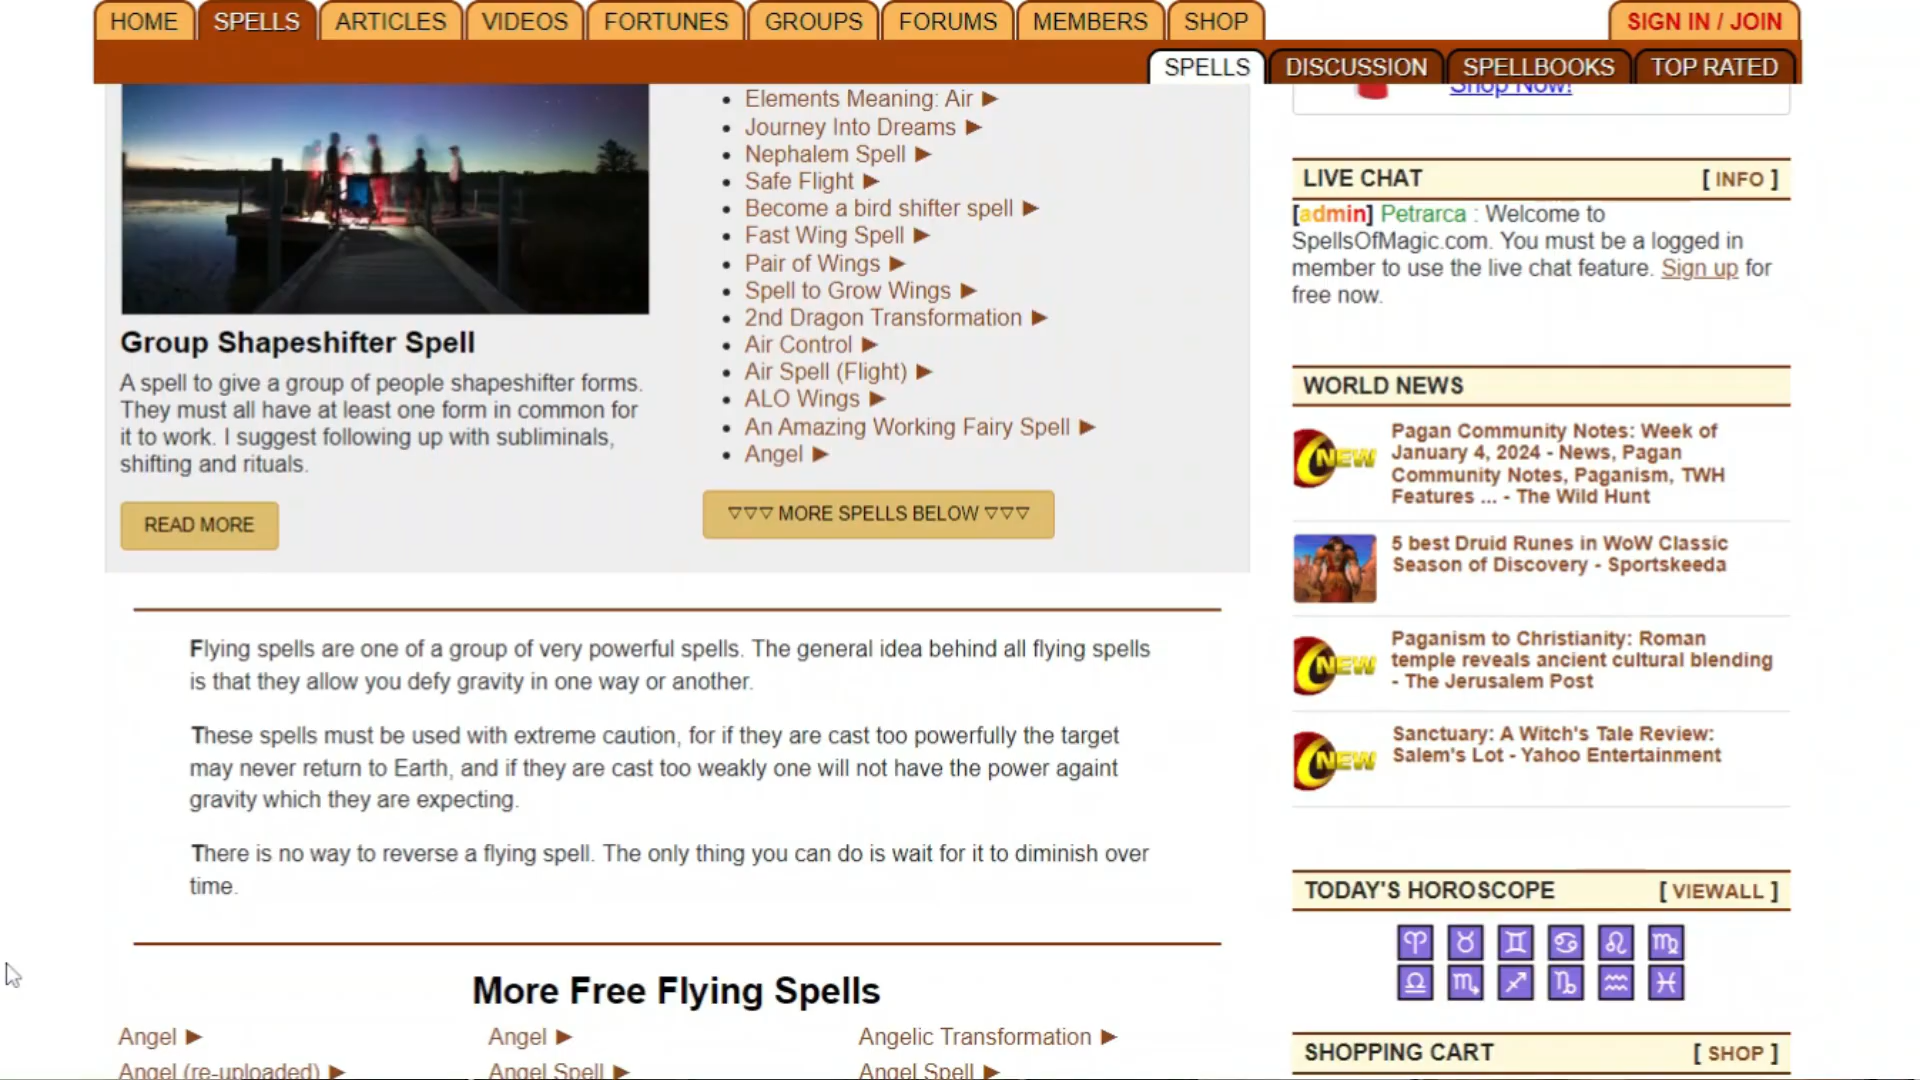 HOME
SPELLS
ARTICLES
VIDEOS
FORTUNES
GROUPS
FORUMS
MEMBERS
SHOP
SIGN IN / JOIN
SPELLS
DISCUSSION
SPELLBOOKS
TOP RATED
Group Shapeshifter Spell
A spell to give a group of people shapeshifter forms.
They must all have at least one form in common for
it to work. I suggest following up with subliminals,
shifting and rituals.
READ MORE
• Elements Meaning: Air ►
• Journey Into Dreams ►
• Nephalem Spell ►
• Safe Flight ►
• Become a bird shifter spell ►
• Fast Wing Spell ►
• Pair of Wings ►
• Spell to Grow Wings ►
• 2nd Dragon Transformation ►
• Air Control ►
• Air Spell (Flight) ►
• ALO Wings ►
• An Amazing Working Fairy Spell ►
• Angel ►
▽▽▽ MORE SPELLS BELOW ▽▽▽
Flying spells are one of a group of very powerful spells. The general idea behind all flying spells
is that they allow you defy gravity in one way or another.
These spells must be used with extreme caution, for if they are cast too powerfully the target
may never return to Earth, and if they are cast too weakly one will not have the power againt
gravity which they are expecting.
There is no way to reverse a flying spell. The only thing you can do is wait for it to diminish over
time.
More Free Flying Spells
Angel ►
Angel ►
Angelic Transformation ►
Angel (re-uploaded) ►
Angel Spell ►
Angel Spell ►
Shop Now!
LIVE CHAT
[ INFO ]
[admin] Petrarca : Welcome to
SpellsOfMagic.com. You must be a logged in
member to use the live chat feature. Sign up for
free now.
WORLD NEWS
NEW
Pagan Community Notes: Week of
January 4, 2024 - News, Pagan
Community Notes, Paganism, TWH
Features ... - The Wild Hunt
5 best Druid Runes in WoW Classic
Season of Discovery - Sportskeeda
NEW
Paganism to Christianity: Roman
temple reveals ancient cultural blending
- The Jerusalem Post
NEW
Sanctuary: A Witch's Tale Review:
Salem's Lot - Yahoo Entertainment
TODAY'S HOROSCOPE
[ VIEWALL ]
♈ ♉ ♊ ♋ ♌ ♍
♎ ♏ ♐ ♑ ♒ ♓
SHOPPING CART
[ SHOP ]